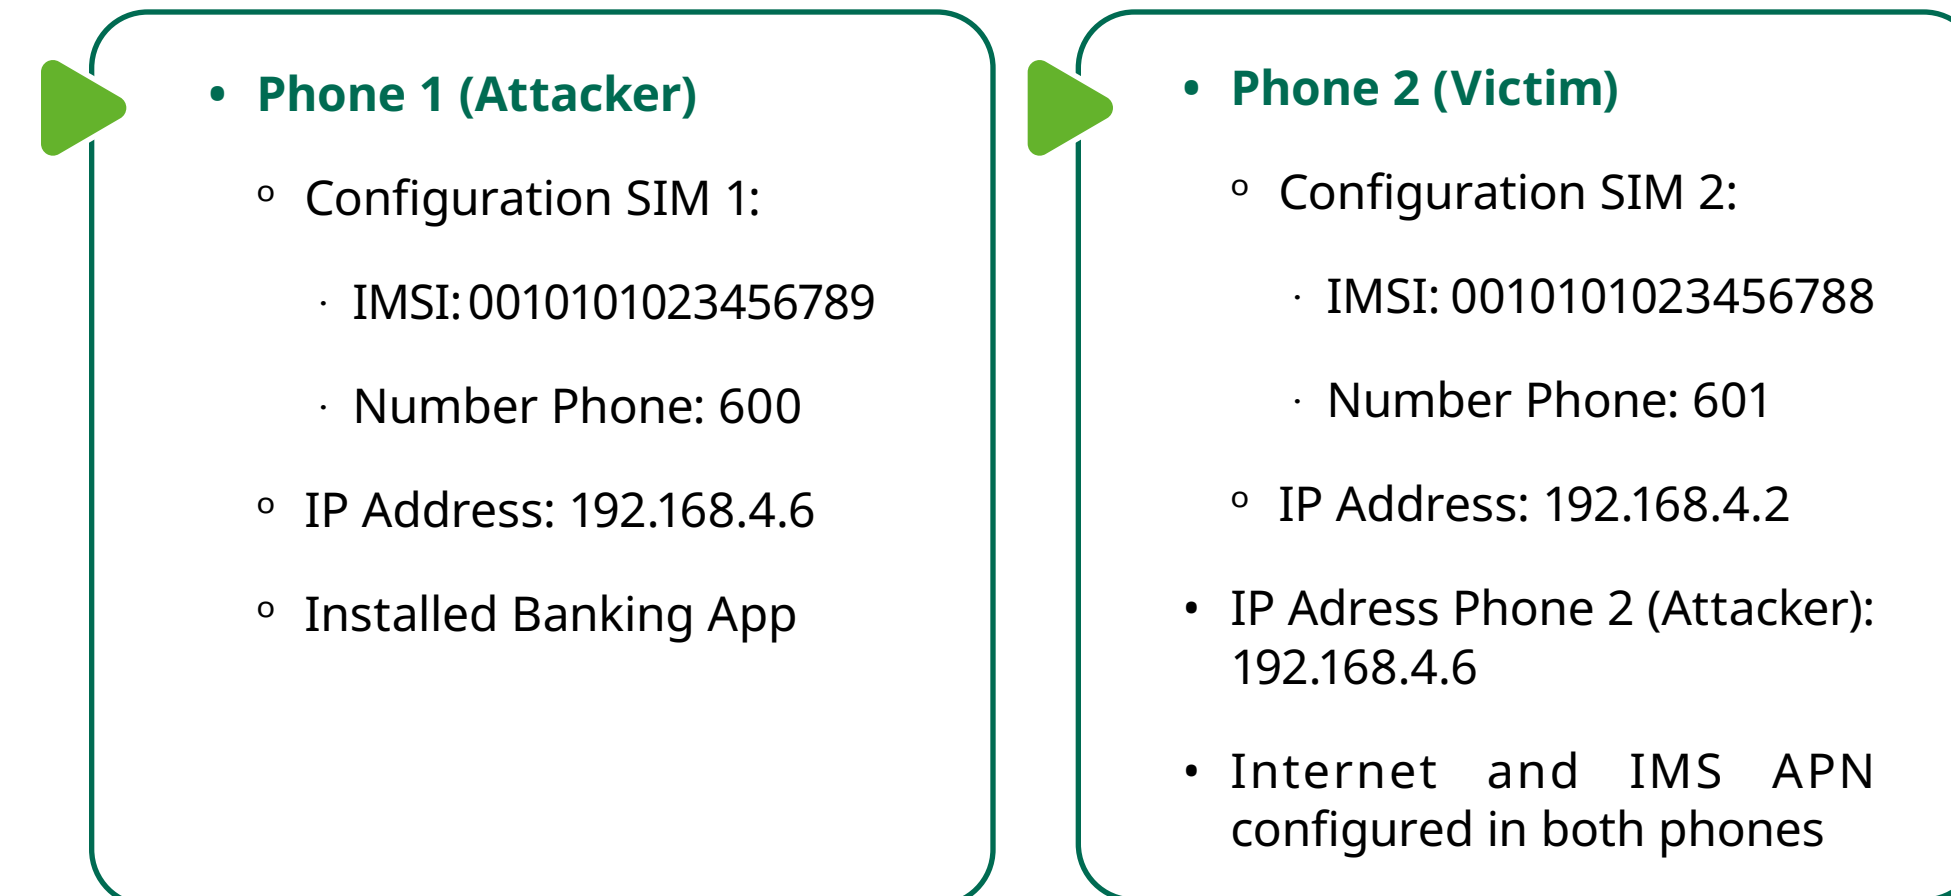 • Phone 1 (Attacker)
o Configuration SIM 1:
· IMSI: 0010101023456789
· Number Phone: 600
o IP Address: 192.168.4.6
o Installed Banking App
• Phone 2 (Victim)
o Configuration SIM 2:
· IMSI: 0010101023456788
· Number Phone: 601
o IP Address: 192.168.4.2
• IP Adress Phone 2 (Attacker):
192.168.4.6
• Internet and IMS APN
configured in both phones